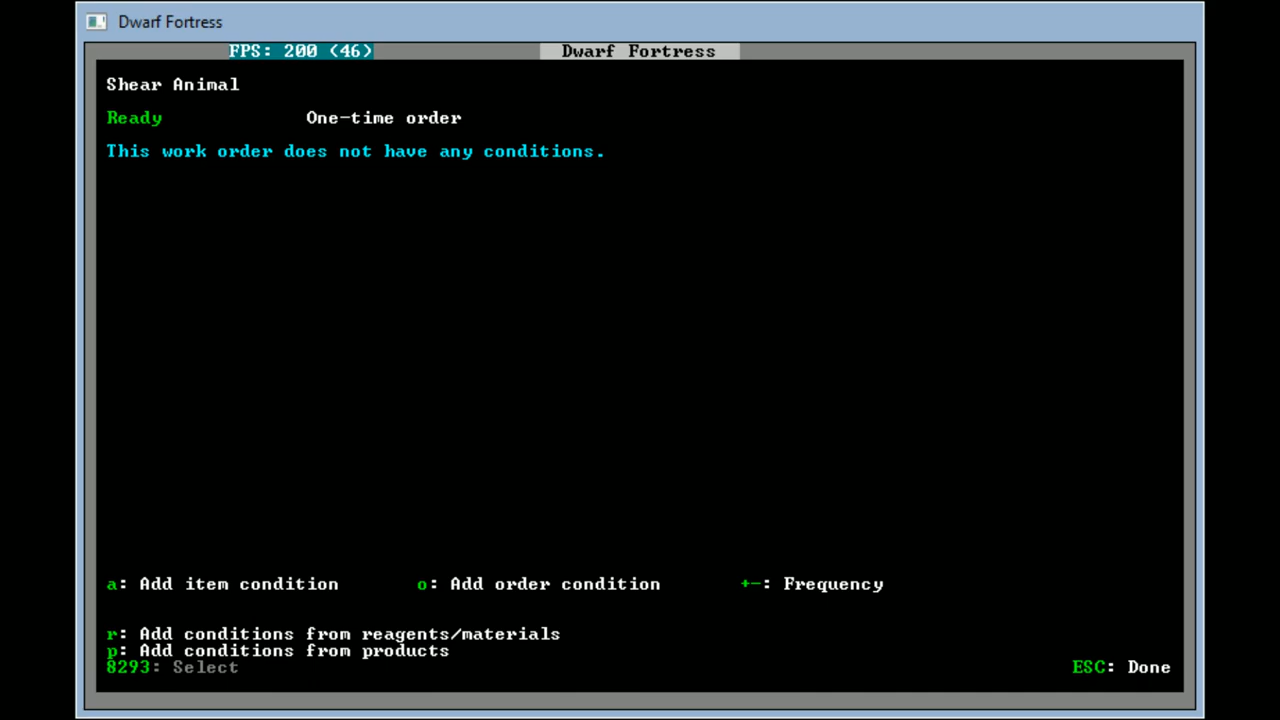 Dwarf Fortress
FPS: 200 (46)
Dwarf Fortress
Shear Animal
Ready One-time order
This work order does not have any conditions.
a: Add item condition o: Add order condition +-: Frequency
r: Add conditions from reagents/materials
p: Add conditions from products
8293: Select ESC: Done